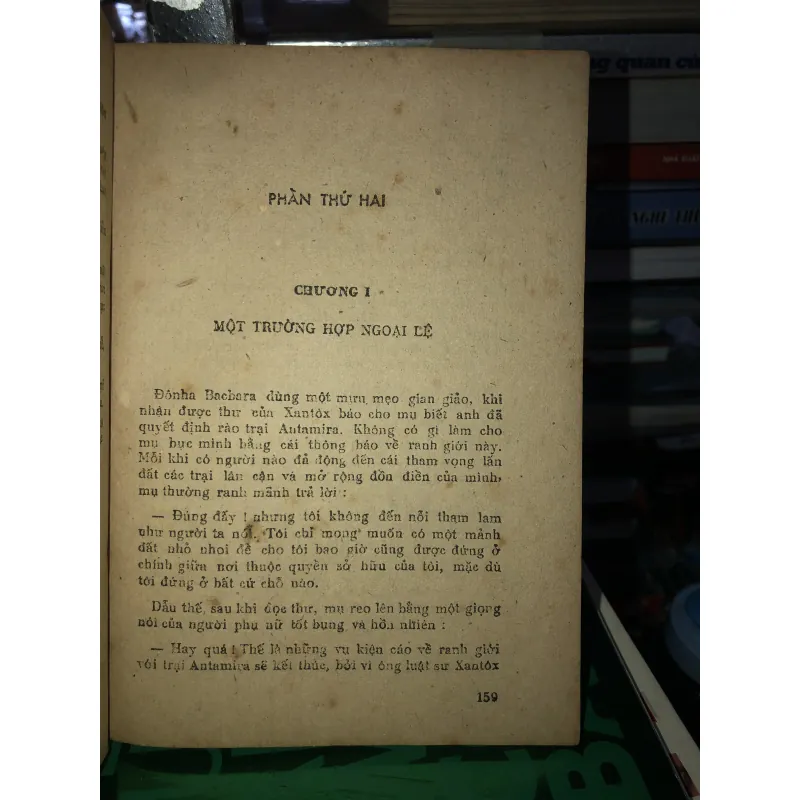 PHẦN THỨ HAI
CHƯƠNG I
MỘT TRƯỜNG HỢP NGOẠI LỆ
Đônha Bacbara dùng một mưu mẹo gian giảo, khi
nhận được thư của Xantôx báo cho mụ biết anh đã
quyết định rào trại Antamira. Không có gì làm cho
mụ bực mình bằng cái thông báo về ranh giới này.
Mỗi khi có người nào đả động đến cái tham vọng lấn
đất các trại lân cận và mở rộng đồn điền của mình,
mụ thường ranh mãnh trả lời :
— Đúng đấy ! nhưng tôi không đến nỗi tham lam
như người ta nói. Tôi chỉ mong muốn có một mảnh
đất nhỏ nhoi để cho tôi bao giờ cũng được đứng ở
chính giữa nơi thuộc quyền sở hữu của tôi, mặc dù
tôi đứng ở bất cứ chỗ nào.
Dẫu thế, sau khi đọc thư, mụ reo lên bằng một giọng
nói của người phụ nữ tốt bụng và hồn nhiên :
— Hay quá ! Thế là những vụ kiện cáo về ranh giới
với trại Antamira sẽ kết thúc, bởi vì ông luật sư Xantôx
159
ng quan củ
NGHỆ TH